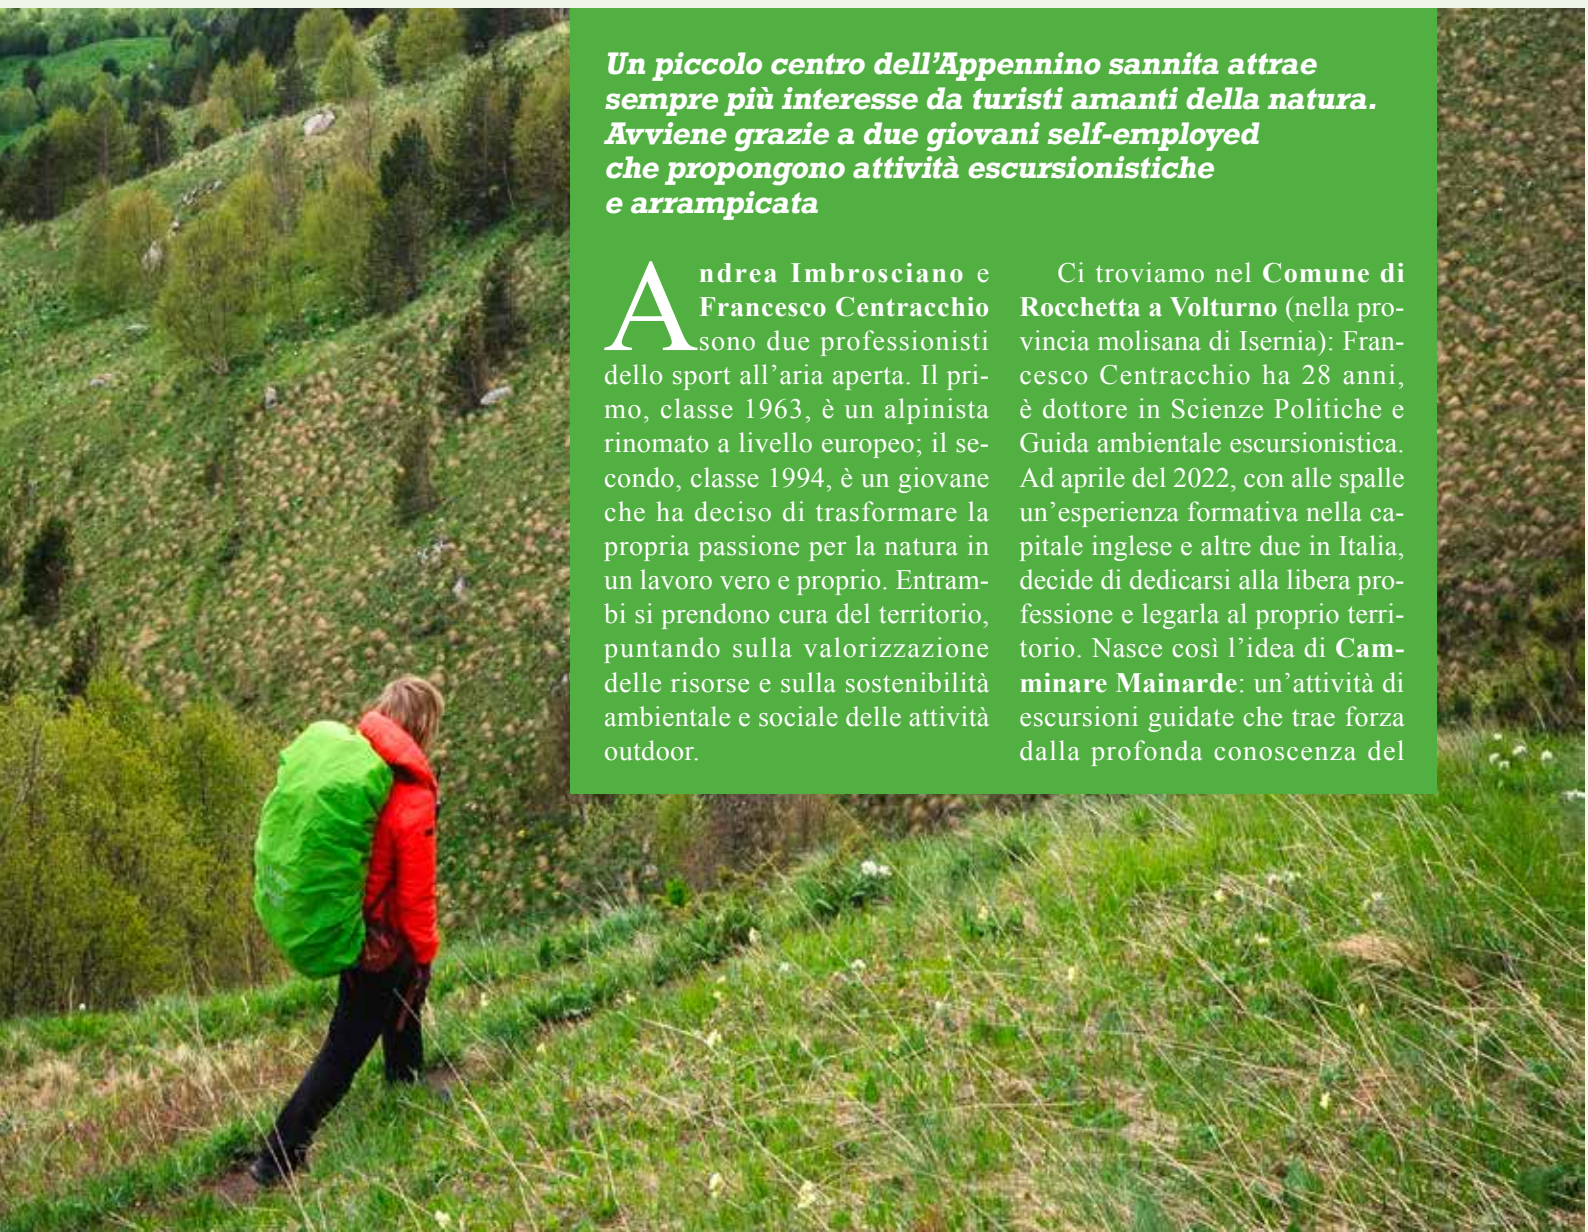 Un piccolo centro dell'Appennino sannita attrae
sempre più interesse da turisti amanti della natura.
Avviene grazie a due giovani self-employed
che propongono attività escursionistiche
e arrampicata
Andrea Imbrosciano e
Francesco Centracchio
sono due professionisti
dello sport all'aria aperta. Il pri-
mo, classe 1963, è un alpinista
rinomato a livello europeo; il se-
condo, classe 1994, è un giovane
che ha deciso di trasformare la
propria passione per la natura in
un lavoro vero e proprio. Entram-
bi si prendono cura del territorio,
puntando sulla valorizzazione
delle risorse e sulla sostenibilità
ambientale e sociale delle attività
outdoor.
Ci troviamo nel Comune di
Rocchetta a Volturno (nella pro-
vincia molisana di Isernia): Fran-
cesco Centracchio ha 28 anni,
è dottore in Scienze Politiche e
Guida ambientale escursionistica.
Ad aprile del 2022, con alle spalle
un'esperienza formativa nella ca-
pitale inglese e altre due in Italia,
decide di dedicarsi alla libera pro-
fessione e legarla al proprio terri-
torio. Nasce così l'idea di Cam-
minare Mainarde: un'attività di
escursioni guidate che trae forza
dalla profonda conoscenza del